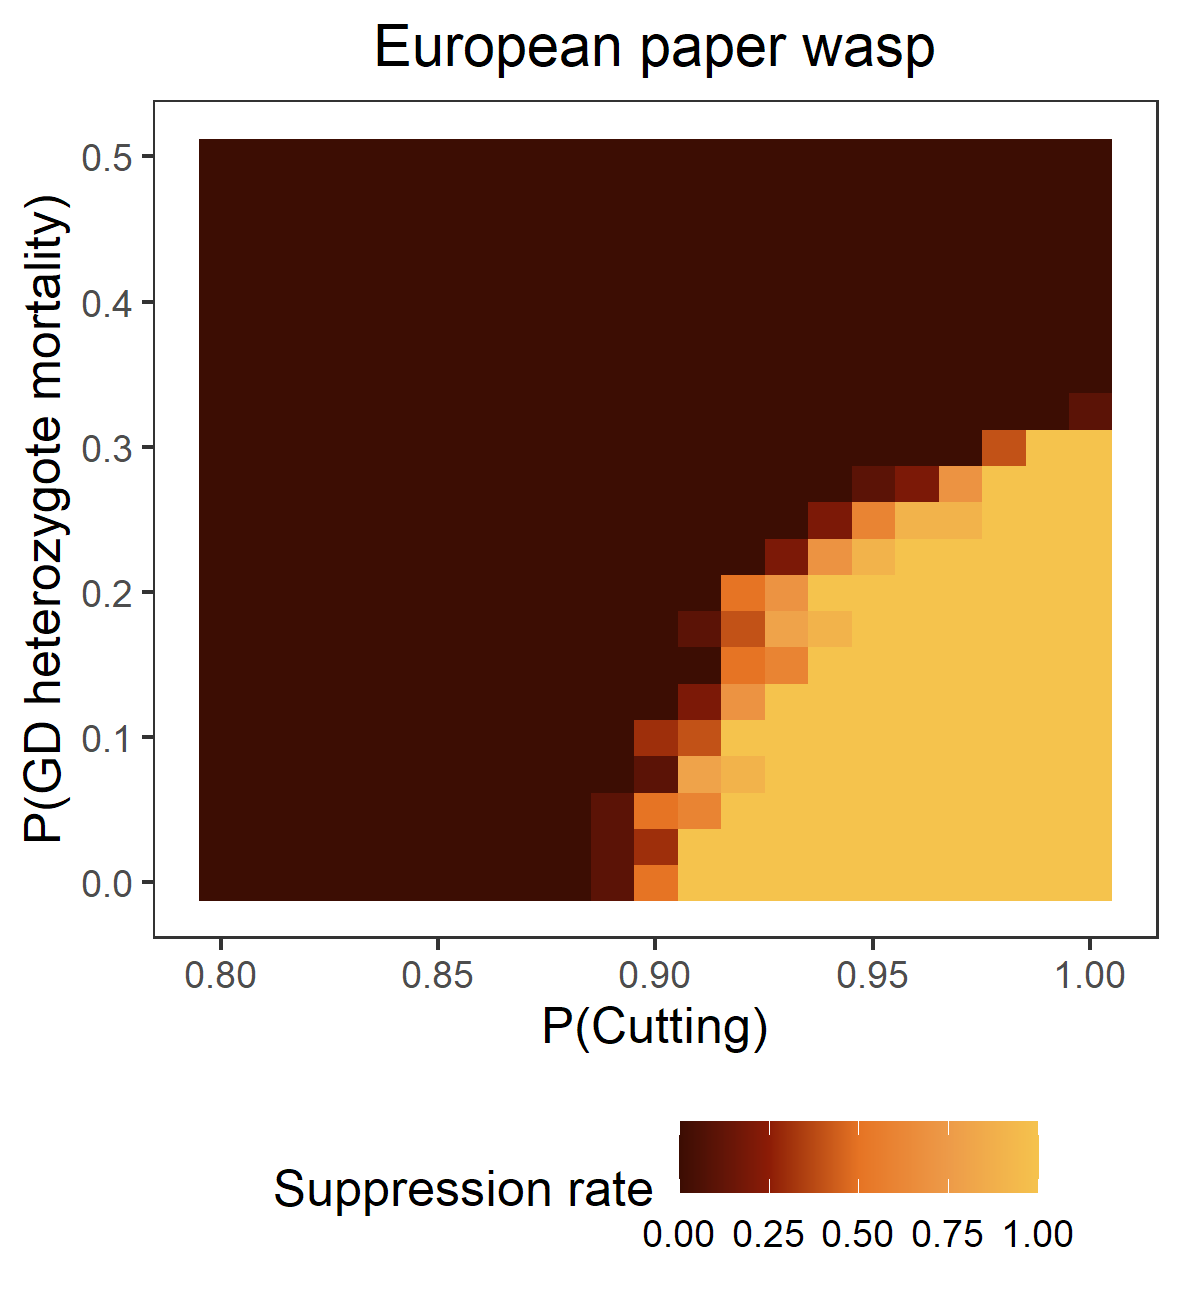 European paper wasp
P(GD heterozygote mortality)
0.5
0.4
0.3
0.2
0.1
0.0
0.80 0.85 0.90 0.95 1.00
P(Cutting)
Suppression rate
0.00 0.25 0.50 0.75 1.00